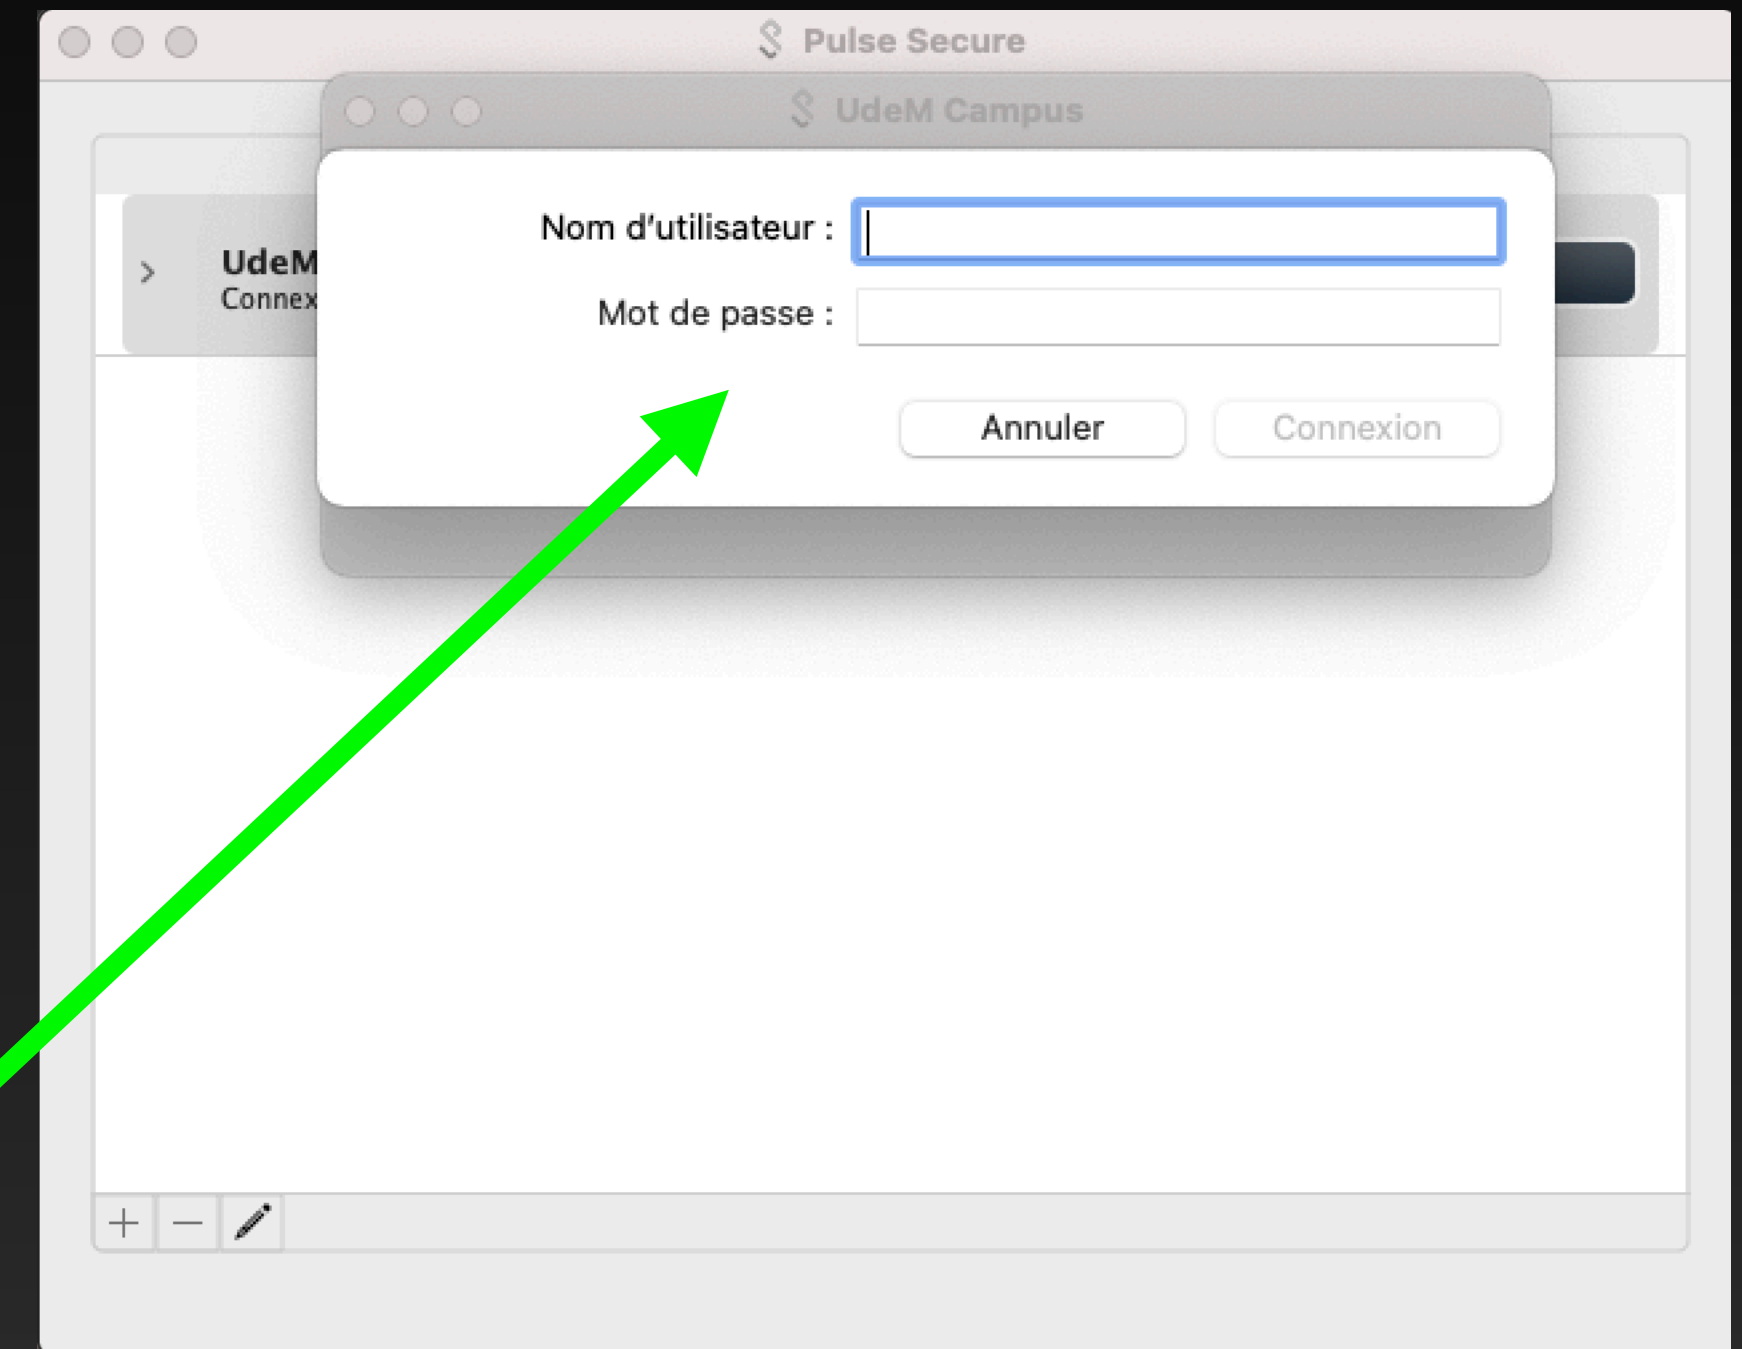 Pulse Secure
UdeM Campus
Nom d'utilisateur :
UdeM
Connex
Mot de passe :
Annuler
Connexion